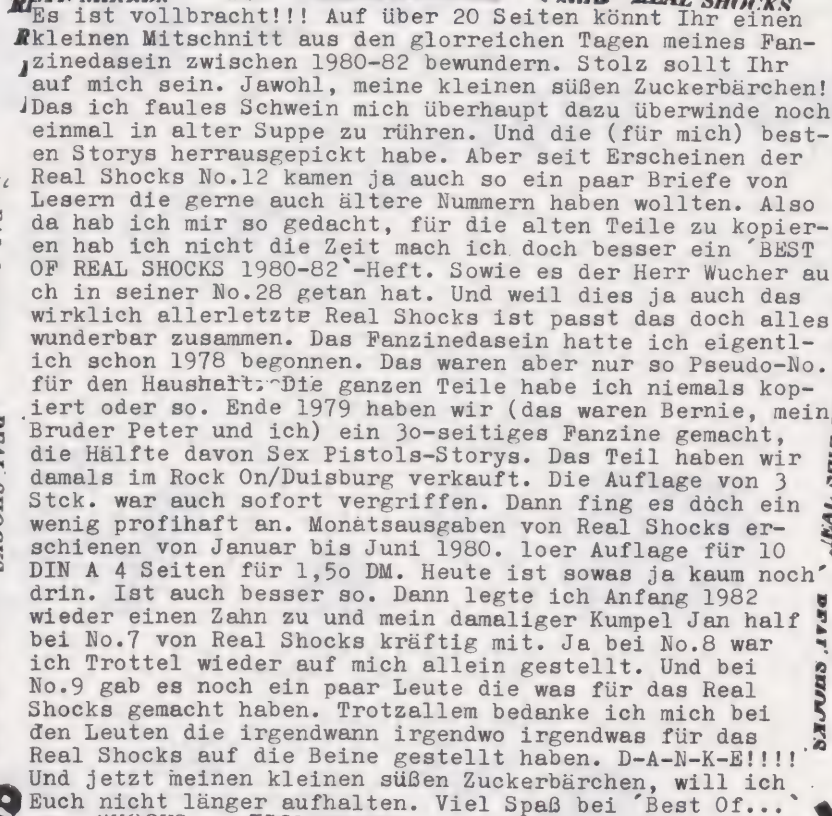 REAL SHOCKS
Es ist vollbracht!!! Auf über 20 Seiten könnt Ihr einen
kleinen Mitschnitt aus den glorreichen Tagen meines Fan-
zinedasein zwischen 1980-82 bewundern. Stolz sollt Ihr
auf mich sein. Jawohl, meine kleinen süßen Zuckerbärchen!
Das ich faules Schwein mich überhaupt dazu überwinde noch
einmal in alter Suppe zu rühren. Und die (für mich) best-
en Storys herrausgepickt habe. Aber seit Erscheinen der
Real Shocks No.12 kamen ja auch so ein paar Briefe von
Lesern die gerne auch ältere Nummern haben wollten. Also
da hab ich mir so gedacht, für die alten Teile zu kopier-
en hab ich nicht die Zeit mach ich doch besser ein ´BEST
OF REAL SHOCKS 1980-82`-Heft. Sowie es der Herr Wucher au
ch in seiner No.28 getan hat. Und weil dies ja auch das
wirklich allerletzte Real Shocks ist passt das doch alles
wunderbar zusammen. Das Fanzinedasein hatte ich eigentl-
ich schon 1978 begonnen. Das waren aber nur so Pseudo-No.
für den Haushalt. Die ganzen Teile habe ich niemals kop-
iert oder so. Ende 1979 haben wir (das waren Bernie, mein
Bruder Peter und ich) ein 3o-seitiges Fanzine gemacht,
die Hälfte davon Sex Pistols-Storys. Das Teil haben wir
damals im Rock On/Duisburg verkauft. Die Auflage von 3
Stck. war auch sofort vergriffen. Dann fing es doch ein
wenig profihaft an. Monatsausgaben von Real Shocks er-
schienen von Januar bis Juni 1980. loer Auflage für 10
DIN A 4 Seiten für 1,5o DM. Heute ist sowas ja kaum noch
drin. Ist auch besser so. Dann legte ich Anfang 1982
wieder einen Zahn zu und mein damaliger Kumpel Jan half
bei No.7 von Real Shocks kräftig mit. Ja bei No.8 war
ich Trottel wieder auf mich allein gestellt. Und bei
No.9 gab es noch ein paar Leute die was für das Real
Shocks gemacht haben. Trotzallem bedanke ich mich bei
den Leuten die irgendwann irgendwo irgendwas für das
Real Shocks auf die Beine gestellt haben. D-A-N-K-E!!!!
Und jetzt meinen kleinen süßen Zuckerbärchen, will ich
Euch nicht länger aufhalten. Viel Spaß bei ´Best Of...`
REAL SHOCKS
REAL SHOCKS